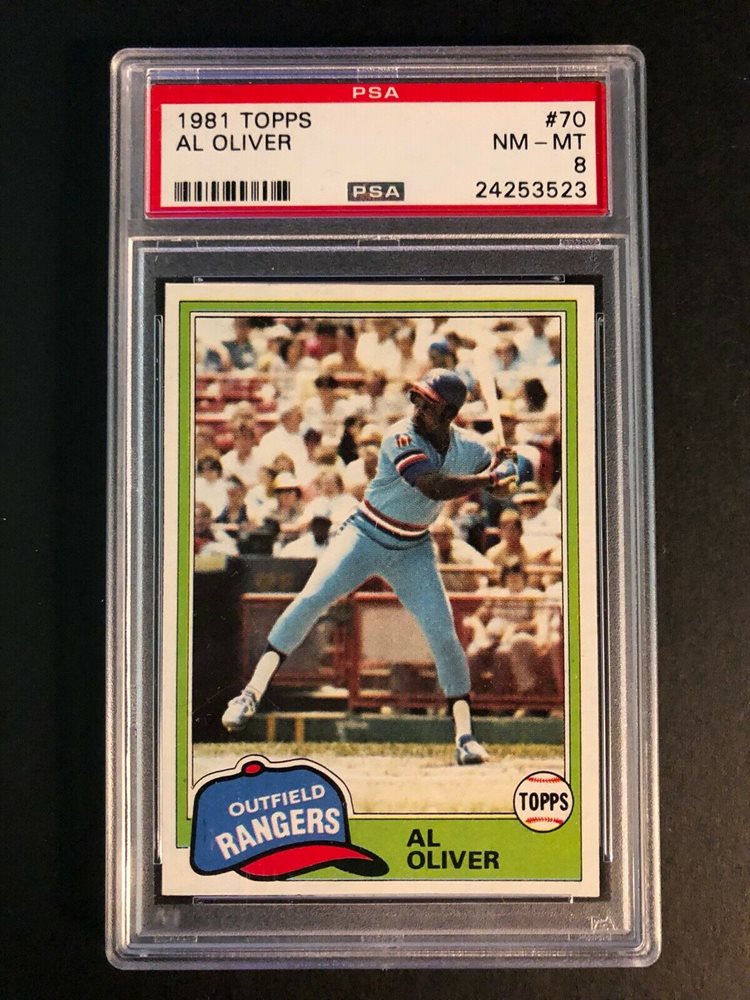 PSA
1981 TOPPS #70
AL OLIVER NM – MT
8
PSA 24253523
OUTFIELD
RANGERS
TOPPS
AL
OLIVER